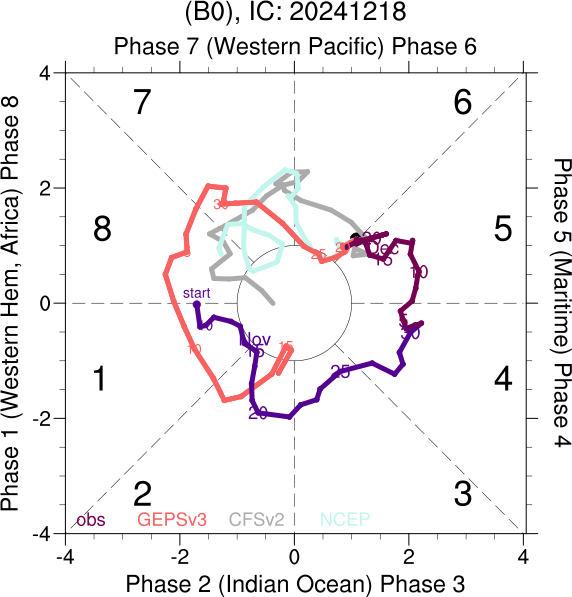 (B0), IC: 20241218
Phase 7 (Western Pacific) Phase 6
4
7
6
2
8
5
0
start
1
4
-2
2
3
-4
obs GEPSv3 CFSv2 NCEP
-4 -2 0 2 4
Phase 2 (Indian Ocean) Phase 3
Phase 1 (Western Hem, Africa) Phase 8
Phase 5 (Maritime) Phase 4
Nov
15
20
25
30
5
10
15
Dec
25
10
15